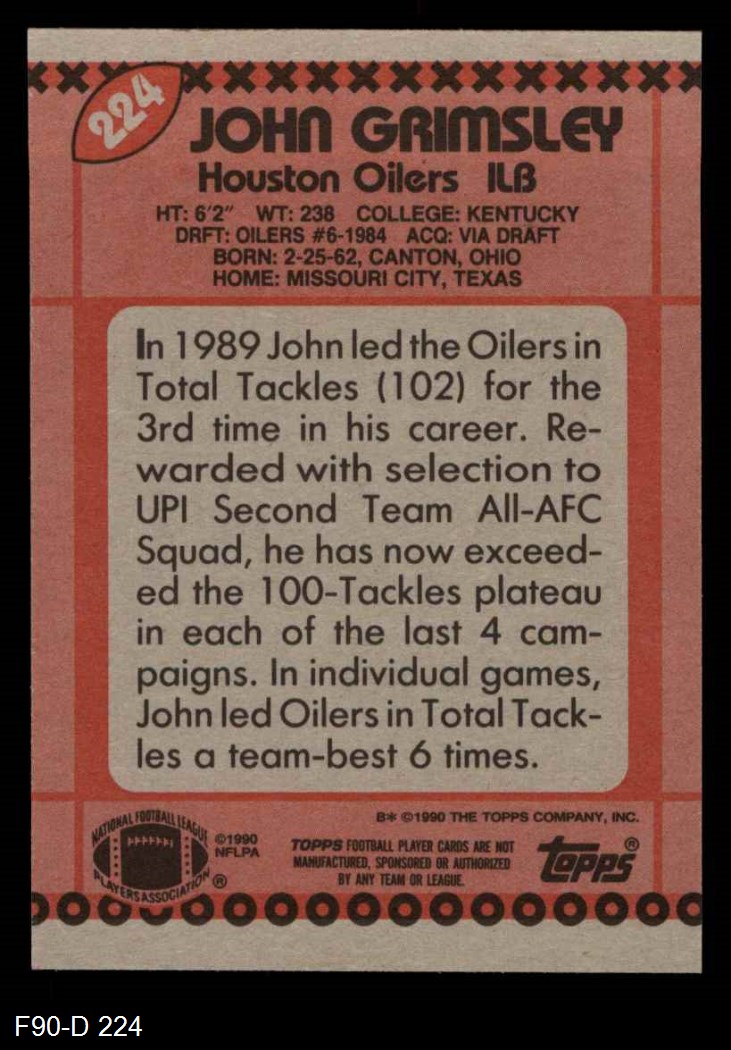 224
JOHN GRIMSLEY
Houston Oilers ILB
HT: 6'2" WT: 238 COLLEGE: KENTUCKY
DRFT: OILERS #6-1984 ACQ: VIA DRAFT
BORN: 2-25-62, CANTON, OHIO
HOME: MISSOURI CITY, TEXAS
In 1989 John led the Oilers in
Total Tackles (102) for the
3rd time in his career. Re-
warded with selection to
UPI Second Team All-AFC
Squad, he has now exceed-
ed the 100-Tackles plateau
in each of the last 4 cam-
paigns. In individual games,
John led Oilers in Total Tack-
les a team-best 6 times.
B* ©1990 THE TOPPS COMPANY, INC.
NATIONAL FOOTBALL LEAGUE
PLAYERS ASSOCIATION ®
©1990
NFLPA
TOPPS FOOTBALL PLAYER CARDS ARE NOT
MANUFACTURED, SPONSORED OR AUTHORIZED
BY ANY TEAM OR LEAGUE.
topps®
F90-D 224